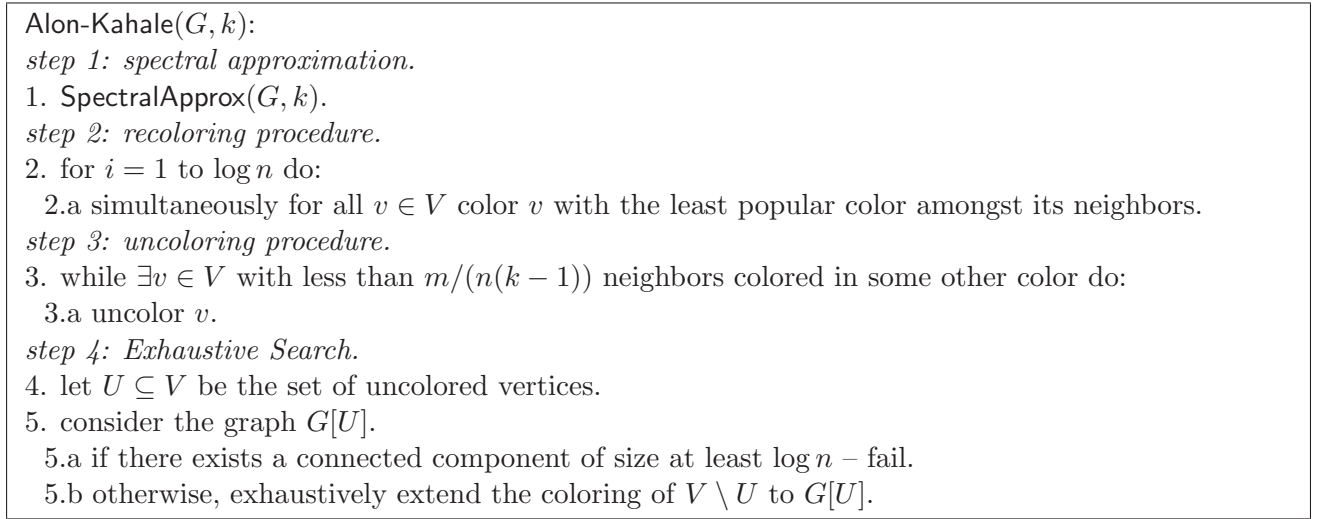 Alon-Kahale(G, k):
step 1: spectral approximation.
1. SpectralApprox(G, k).
step 2: recoloring procedure.
2. for i = 1 to log n do:
2.a simultaneously for all v ∈ V color v with the least popular color amongst its neighbors.
step 3: uncoloring procedure.
3. while ∃v ∈ V with less than m/(n(k − 1)) neighbors colored in some other color do:
3.a uncolor v.
step 4: Exhaustive Search.
4. let U ⊆ V be the set of uncolored vertices.
5. consider the graph G[U].
5.a if there exists a connected component of size at least log n – fail.
5.b otherwise, exhaustively extend the coloring of V \ U to G[U].